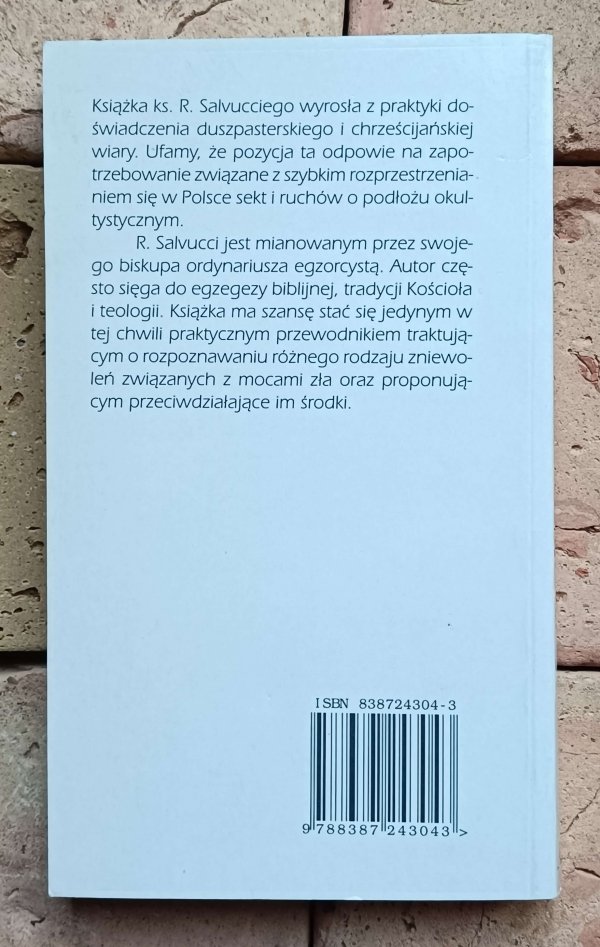 Książka ks. R. Salvucciego wyrosła z praktyki do-
świadczenia duszpasterskiego i chrześcijańskiej
wiary. Ufamy, że pozycja ta odpowie na zapo-
trzebowanie związane z szybkim rozprzestrzenia-
niem się w Polsce sekt i ruchów o podłożu okul-
tystycznym.
R. Salvucci jest mianowanym przez swoje-
go biskupa ordynariusza egzorcystą. Autor czę-
sto sięga do egzegezy biblijnej, tradycji Kościoła
i teologii. Książka ma szansę stać się jedynym w
tej chwili praktycznym przewodnikiem traktują-
cym o rozpoznawaniu różnego rodzaju zniewo-
leń związanych z mocami zła oraz proponują-
cym przeciwdziałające im środki.
ISBN 838724304-3
9 788387 243043 >